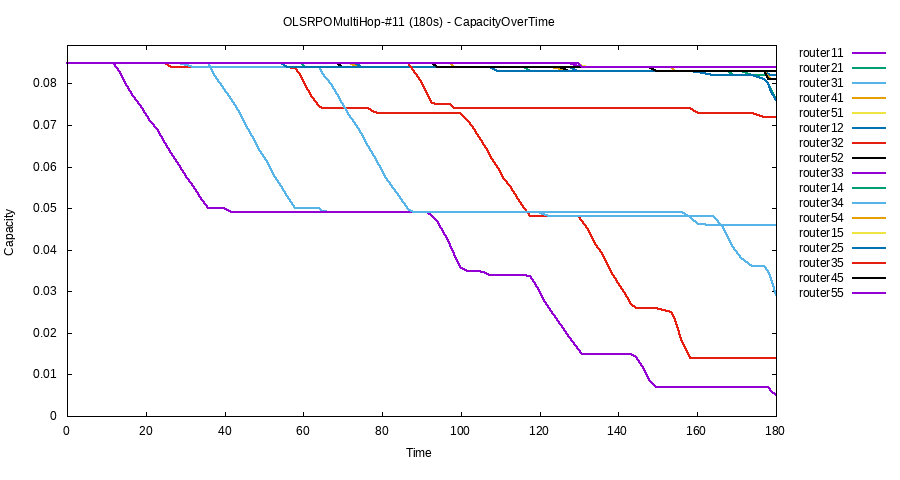 OLSRPOMultiHop-#11 (180s) - CapacityOverTime
router11
router21
router31
router41
router51
router12
router32
router52
router33
router14
router34
router54
router15
router25
router35
router45
router55
0.08
0.07
0.06
0.05
0.04
0.03
0.02
0.01
0
Capacity
0 20 40 60 80 100 120 140 160 180
Time